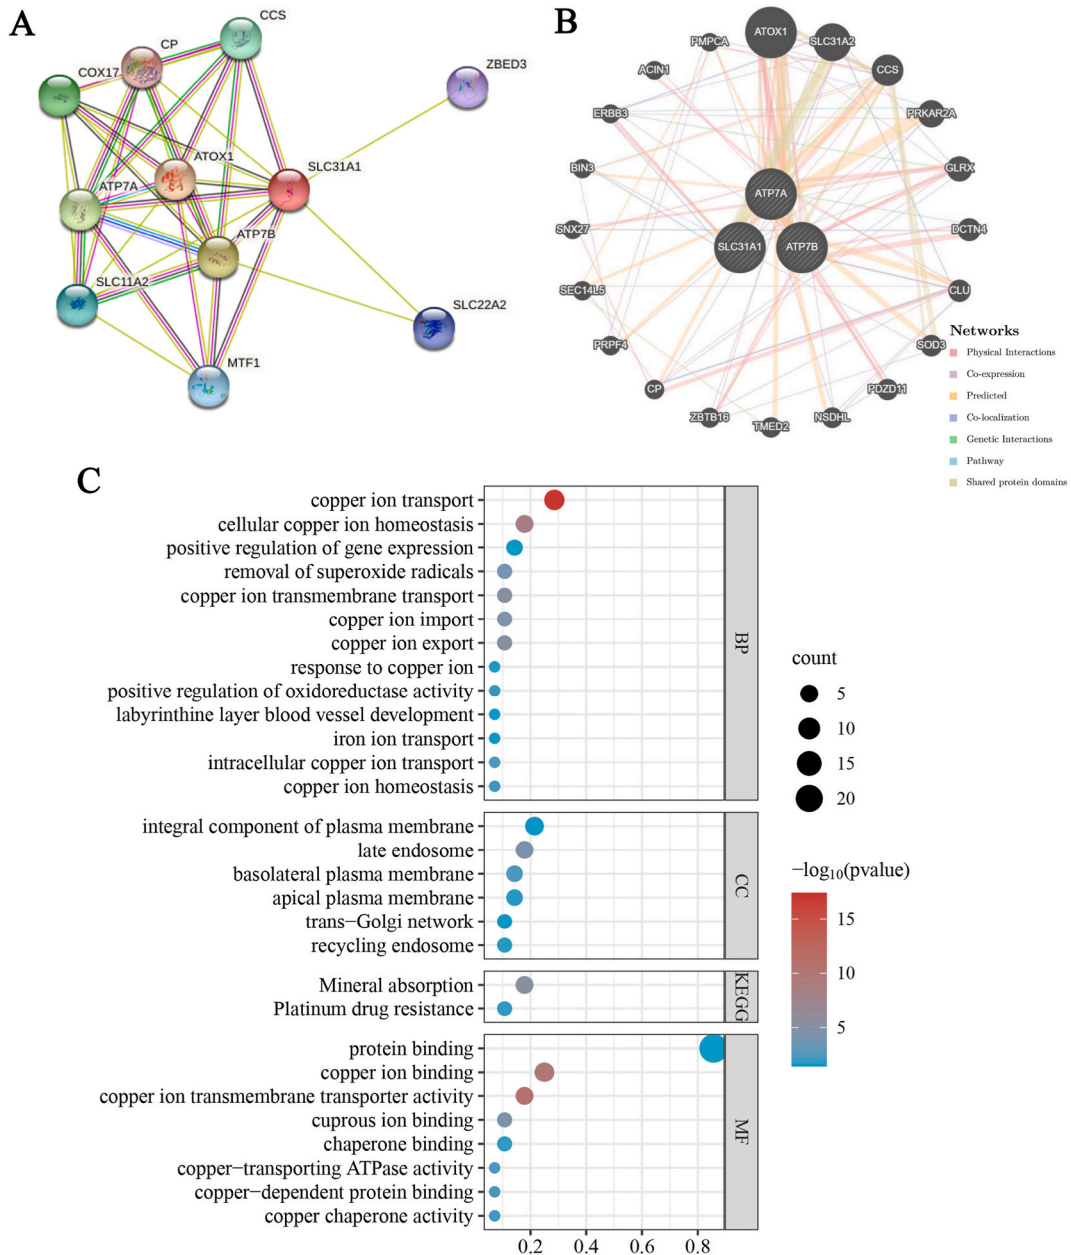 A
CCS
CP
ZBED3
COX17
ATOX1
SLC31A1
ATP7A
ATP7B
SLC11A2
SLC22A2
MTF1
B
ATOX1
PMPCA
SLC31A2
ACIN1
CCS
ERBB3
PRKAR2A
BIN3
GLRX
ATP7A
SNX27
DCTN4
SLC31A1
ATP7B
SEC14L5
CLU
PRPF4
SOD3
CP
PDZD11
ZBTB16
NSDHL
TMED2
Networks
Physical Interactions
Co-expression
Predicted
Co-localization
Genetic Interactions
Pathway
Shared protein domains
C
copper ion transport
cellular copper ion homeostasis
positive regulation of gene expression
removal of superoxide radicals
copper ion transmembrane transport
copper ion import
copper ion export
response to copper ion
positive regulation of oxidoreductase activity
labyrinthine layer blood vessel development
iron ion transport
intracellular copper ion transport
copper ion homeostasis
BP
integral component of plasma membrane
late endosome
basolateral plasma membrane
apical plasma membrane
trans−Golgi network
recycling endosome
CC
Mineral absorption
Platinum drug resistance
KEGG
protein binding
copper ion binding
copper ion transmembrane transporter activity
cuprous ion binding
chaperone binding
copper−transporting ATPase activity
copper−dependent protein binding
copper chaperone activity
MF
0.2 0.4 0.6 0.8
count
5
10
15
20
−log10(pvalue)
15
10
5